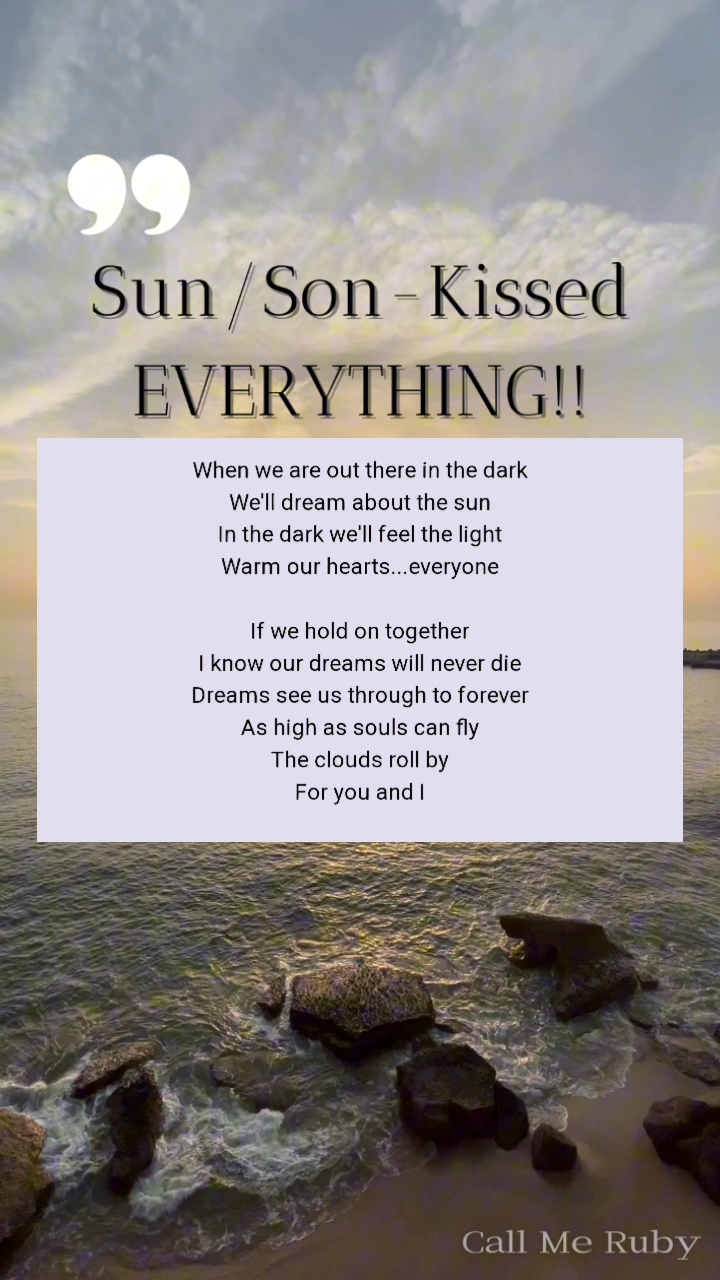 Sun/Son-Kissed
EVERYTHING!!
When we are out there in the dark
We'll dream about the sun
In the dark we'll feel the light
Warm our hearts...everyone
If we hold on together
I know our dreams will never die
Dreams see us through to forever
As high as souls can fly
The clouds roll by
For you and I
Call Me Ruby